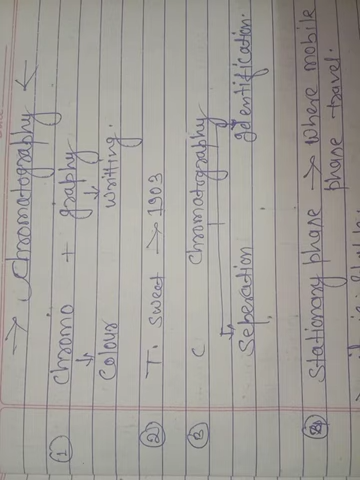 → Chromatography ←
① Chromo + graphy
↓ ↓
Colour writting.
② T. Sweet → 1903
③ C Chromatography
↓ ↓
Seperation Identification.
④ Stationary phase → Where mobile
phase travel.